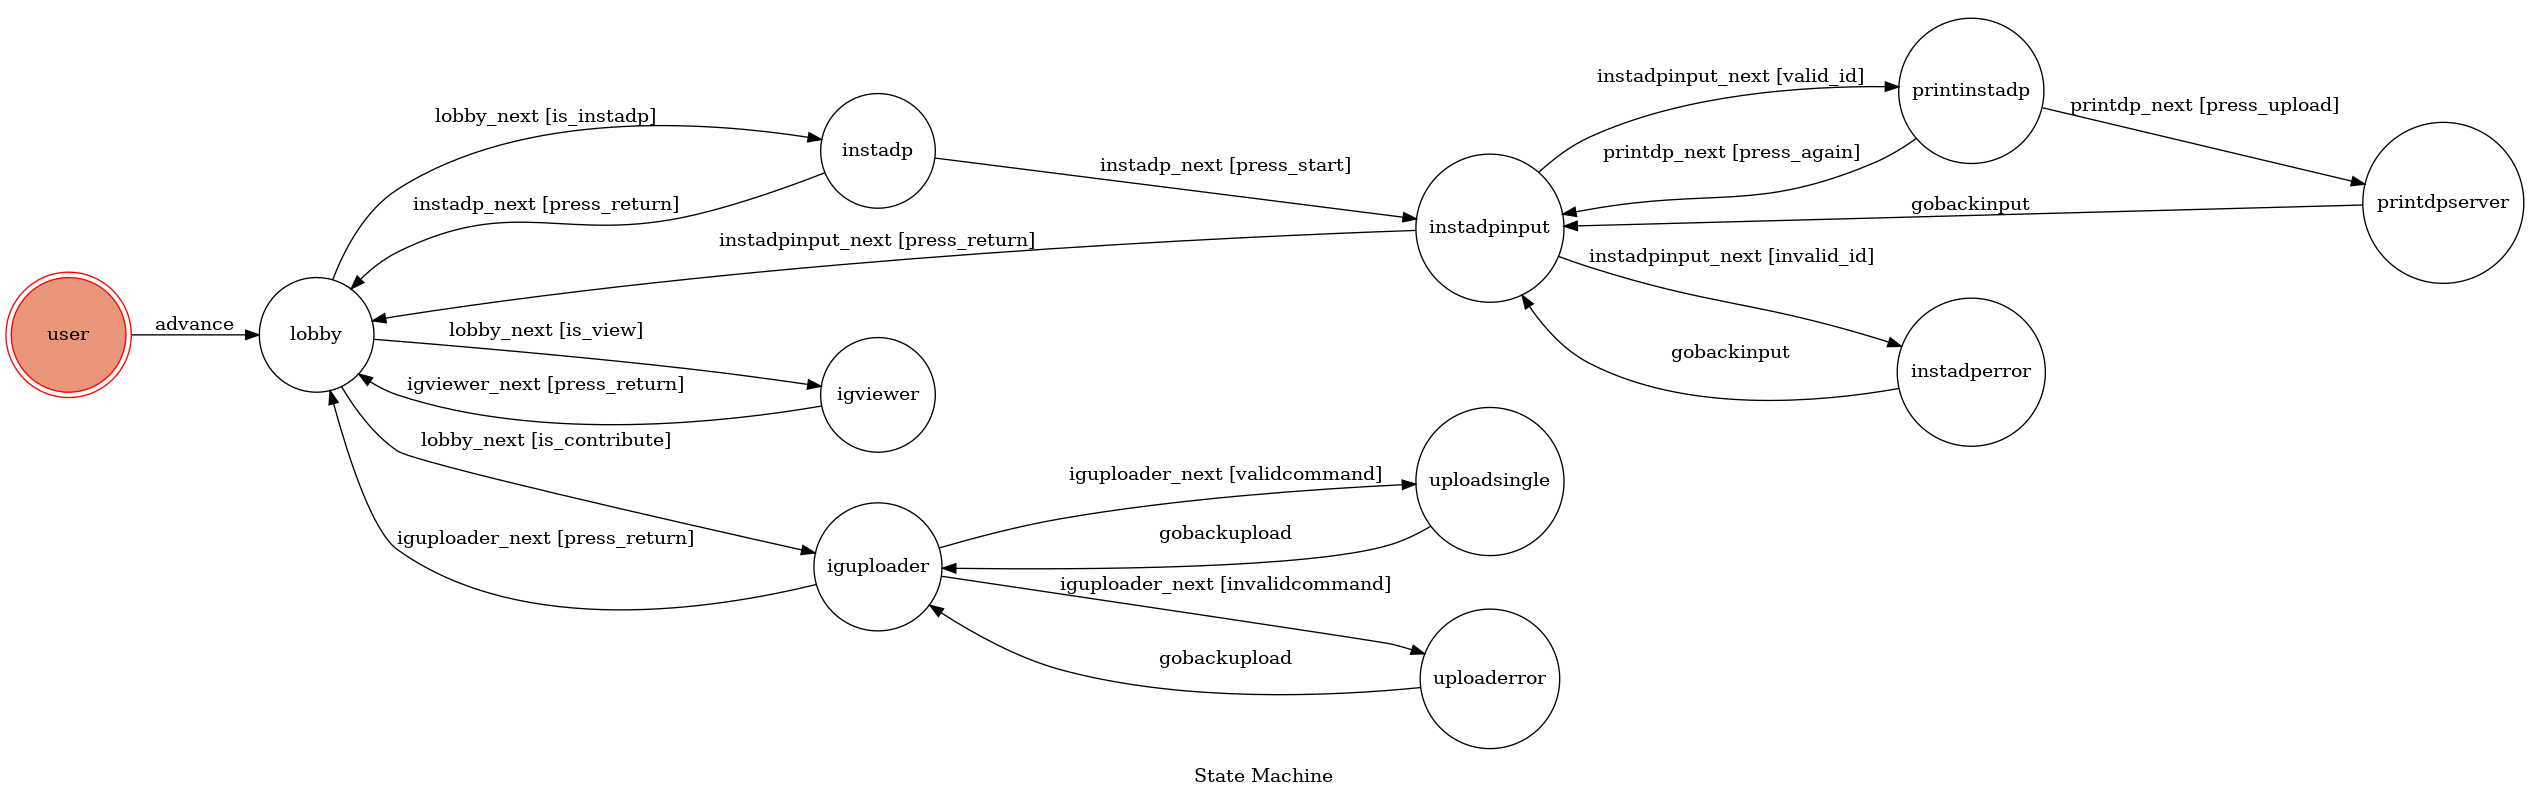 user
advance
lobby
lobby_next [is_instadp]
instadp_next [press_return]
instadpinput_next [press_return]
lobby_next [is_view]
igviewer_next [press_return]
lobby_next [is_contribute]
iguploader_next [press_return]
instadp
igviewer
iguploader
instadp_next [press_start]
iguploader_next [validcommand]
gobackupload
iguploader_next [invalidcommand]
gobackupload
instadpinput
uploadsingle
uploaderror
instadpinput_next [valid_id]
printdp_next [press_again]
gobackinput
instadpinput_next [invalid_id]
gobackinput
printinstadp
instadperror
printdp_next [press_upload]
printdpserver
State Machine